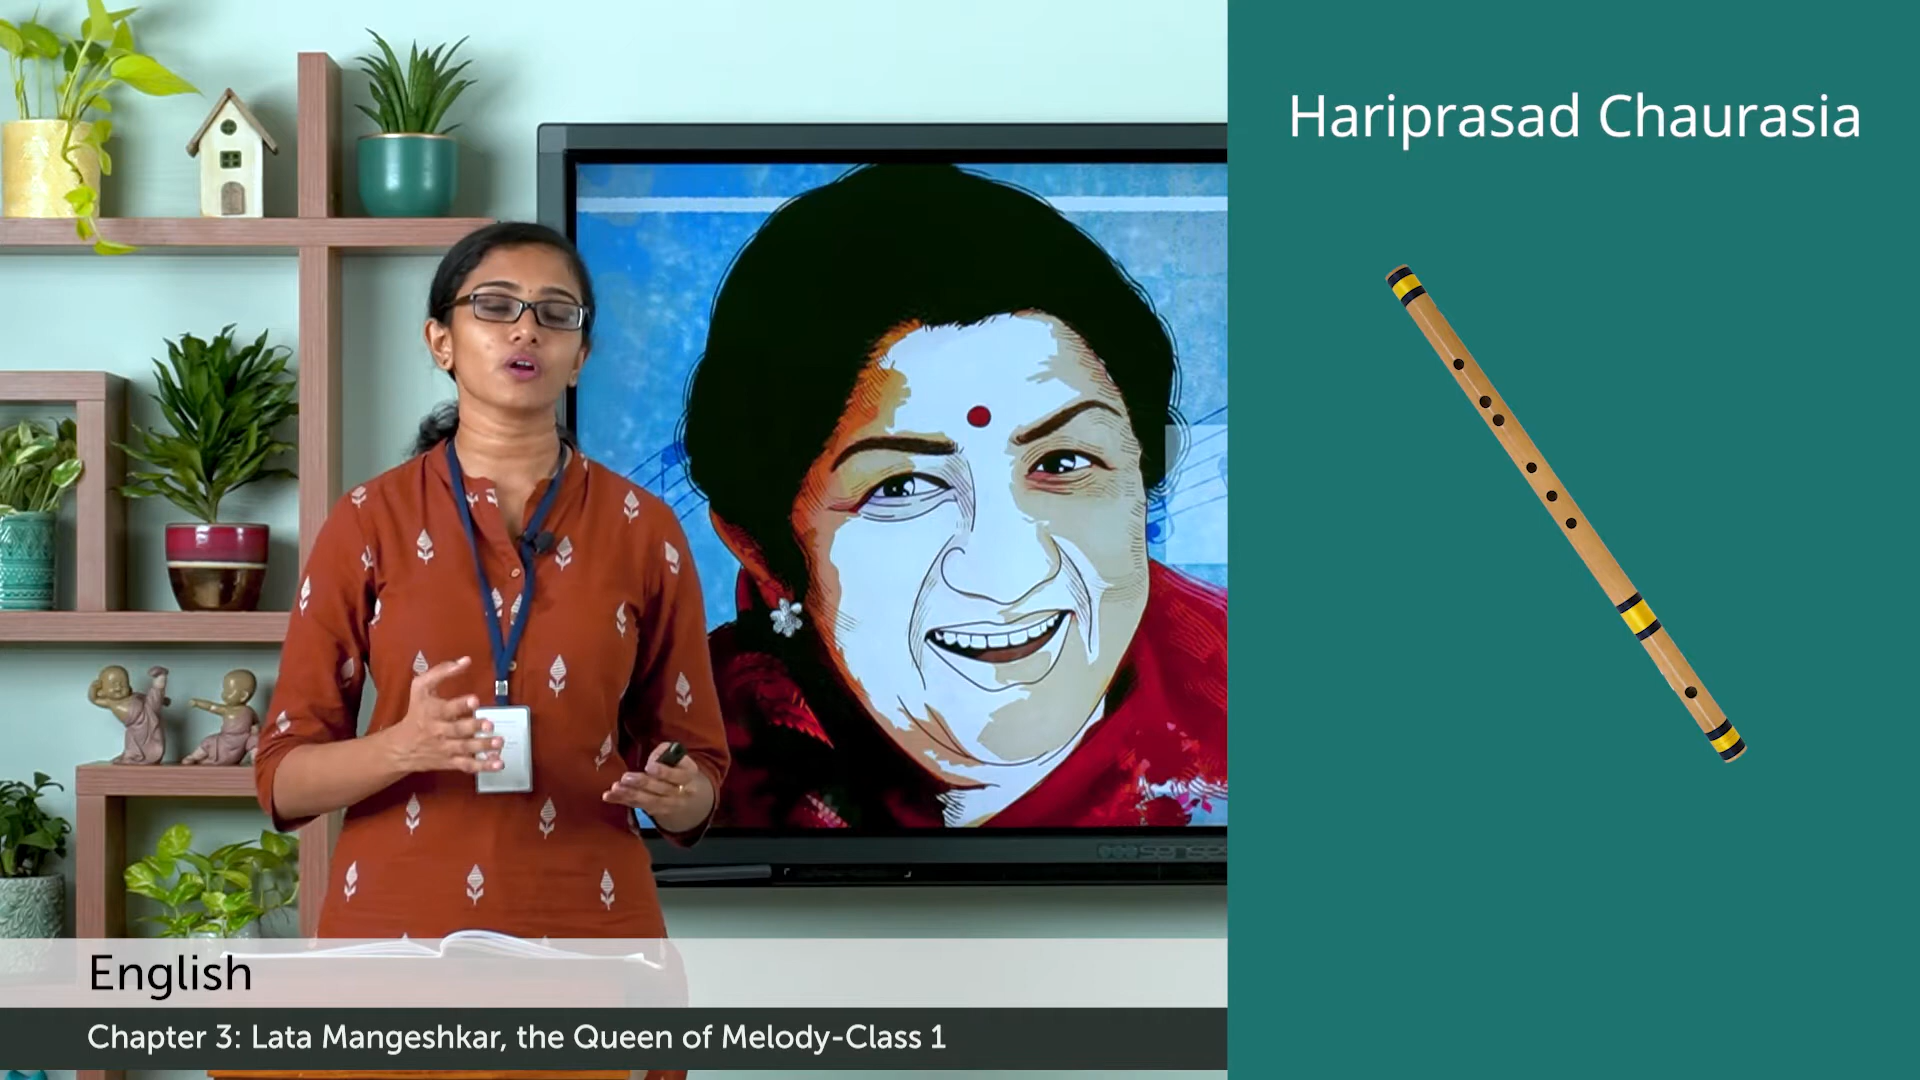 Hariprasad Chaurasia
English
Chapter 3: Lata Mangeshkar, the Queen of Melody-Class 1